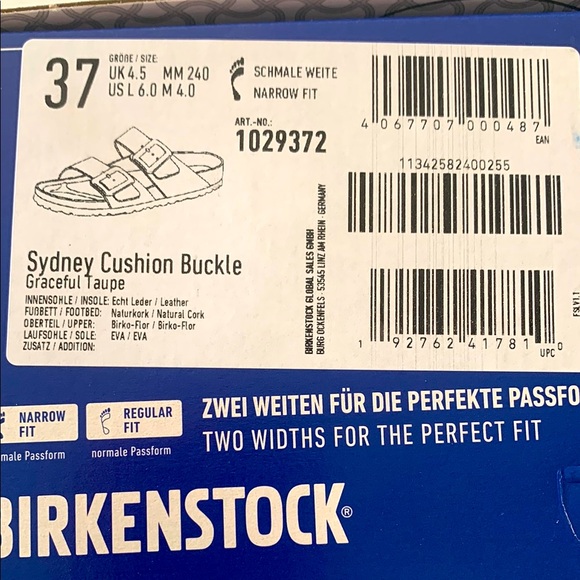 37
GRÖßE / SIZE:
UK 4.5 MM 240
US L 6.0 M 4.0
SCHMALE WEITE
NARROW FIT
ART.-NO.:
1029372
4 067707 000487
EAN
11342582400255
Sydney Cushion Buckle
Graceful Taupe
INNENSOHLE / INSOLE: Echt Leder / Leather
FUßBETT / FOOTBED: Naturkork / Natural Cork
OBERTEIL / UPPER: Birko-Flor / Birko-Flor
LAUFSOHLE / SOLE: EVA / EVA
ZUSATZ / ADDITION:
BIRKENSTOCK GLOBAL SALES GMBH
BURG OCKENFELS · 53545 LINZ AM RHEIN · GERMANY
1 92762 41781 0
UPC
FSLV1.1
NARROW
FIT
male Passform
REGULAR
FIT
normale Passform
ZWEI WEITEN FÜR DIE PERFEKTE PASSFO
TWO WIDTHS FOR THE PERFECT FIT
BIRKENSTOCK®